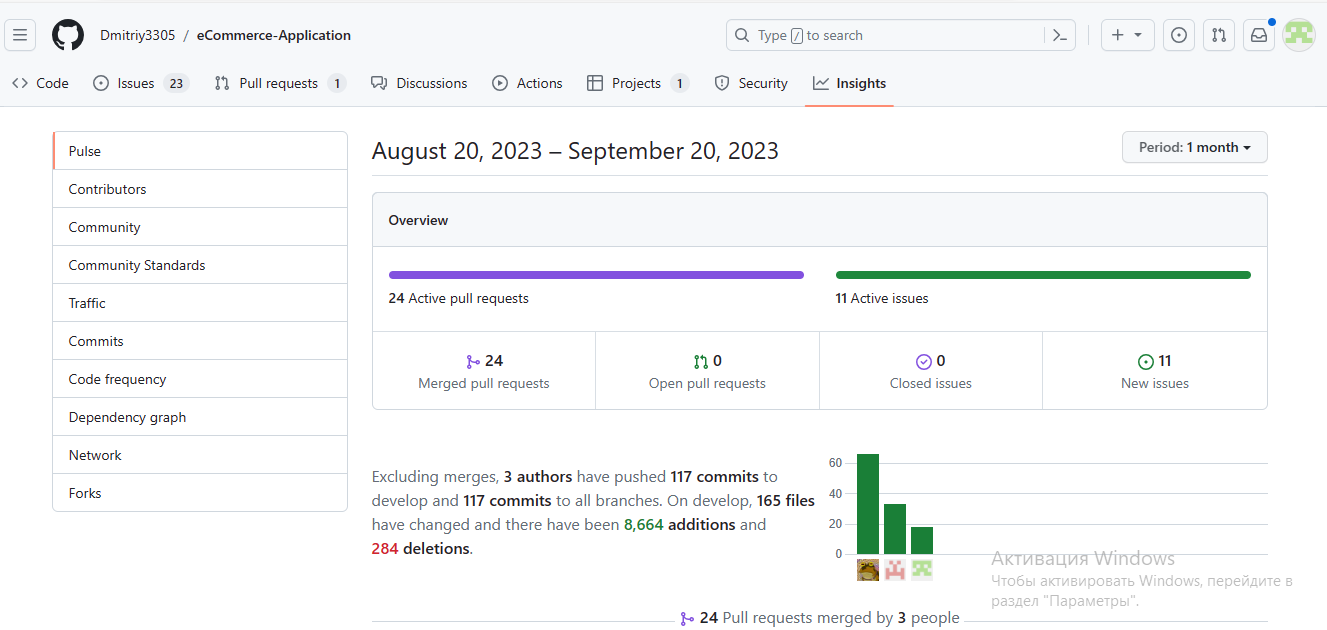 Dmitriy3305 / eCommerce-Application
Type / to search
Code
Issues 23
Pull requests 1
Discussions
Actions
Projects 1
Security
Insights
Pulse
Contributors
Community
Community Standards
Traffic
Commits
Code frequency
Dependency graph
Network
Forks
August 20, 2023 – September 20, 2023
Period: 1 month
Overview
24 Active pull requests
11 Active issues
24
Merged pull requests
0
Open pull requests
0
Closed issues
11
New issues
Excluding merges, 3 authors have pushed 117 commits to
develop and 117 commits to all branches. On develop, 165 files
have changed and there have been 8,664 additions and
284 deletions.
60
40
20
0
Активация Windows
Чтобы активировать Windows, перейдите в
раздел "Параметры".
24 Pull requests merged by 3 people